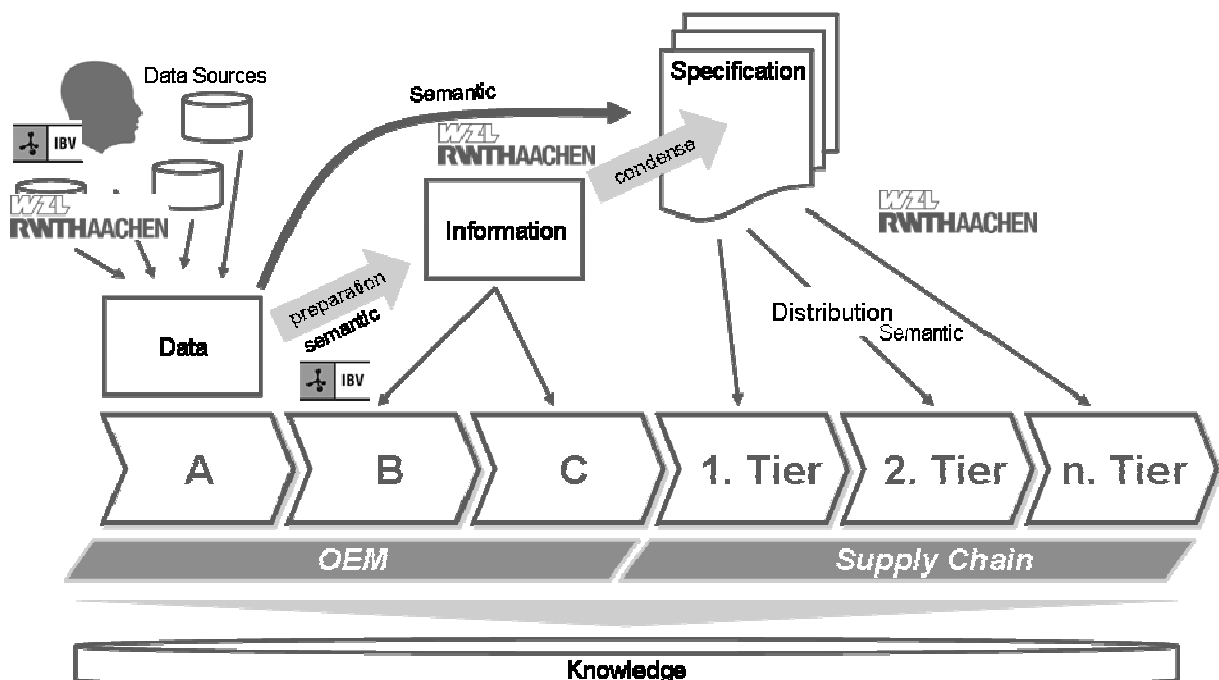 Data Sources
Specification
Semantic
IBV
WZL
RWTHAACHEN
condense
WZL
RWTHAACHEN
WZL
RWTHAACHEN
Information
preparation
semantic
Distribution
Semantic
Data
IBV
A
B
C
1. Tier
2. Tier
n. Tier
OEM
Supply Chain
Knowledge